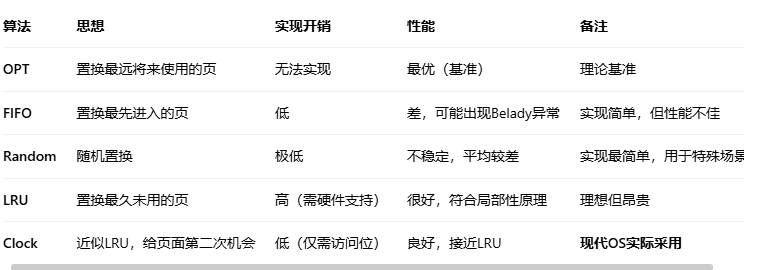 算法 思想 实现开销 性能 备注
OPT 置换最远将来使用的页 无法实现 最优（基准） 理论基准
FIFO 置换最先进入的页 低 差，可能出现Belady异常 实现简单，但性能不佳
Random 随机置换 极低 不稳定，平均较差 实现最简单，用于特殊场景
LRU 置换最久未用的页 高（需硬件支持） 很好，符合局部性原理 理想但昂贵
Clock 近似LRU，给页面第二次机会 低（仅需访问位） 良好，接近LRU 现代OS实际采用